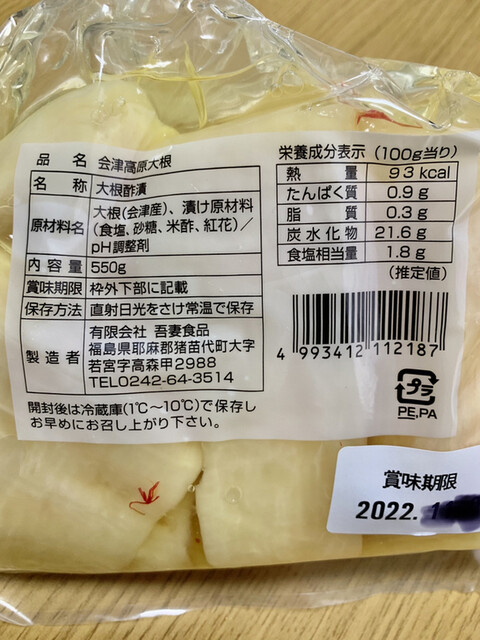 品名 会津高原大根
名称 大根酢漬
原材料名 大根(会津産)、漬け原材料
(食塩、砂糖、米酢、紅花)/
pH調整剤
内容量 550g
賞味期限 枠外下部に記載
保存方法 直射日光をさけ常温で保存
製造者 有限会社 吾妻食品
福島県耶麻郡猪苗代町大字
若宮字高森甲2988
TEL0242-64-3514
開封後は冷蔵庫(1℃~10℃)で保存し
お早めにお召し上がり下さい。
栄養成分表示(100g当り)
熱量 93kcal
たんぱく質 0.9g
脂質 0.3g
炭水化物 21.6g
食塩相当量 1.8g
(推定値)
4 993412 112187
プラ
PE,PA
賞味期限
2022.